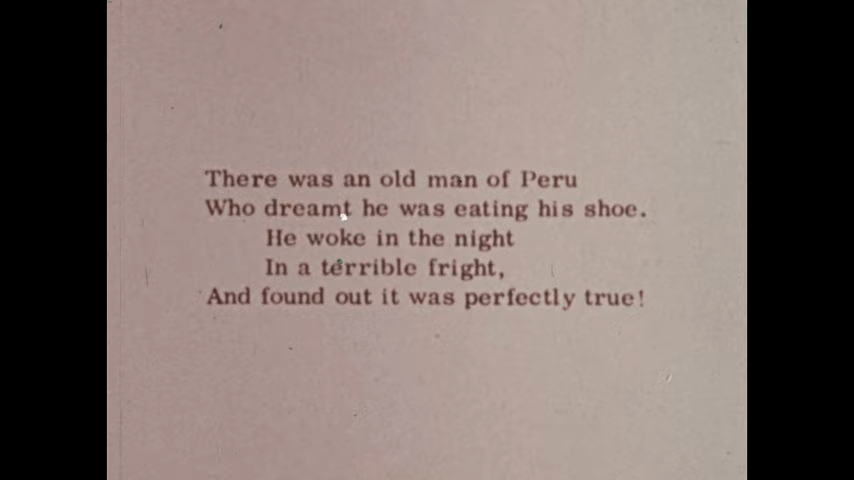 There was an old man of Peru
Who dreamt he was eating his shoe.
He woke in the night
In a terrible fright,
And found out it was perfectly true!